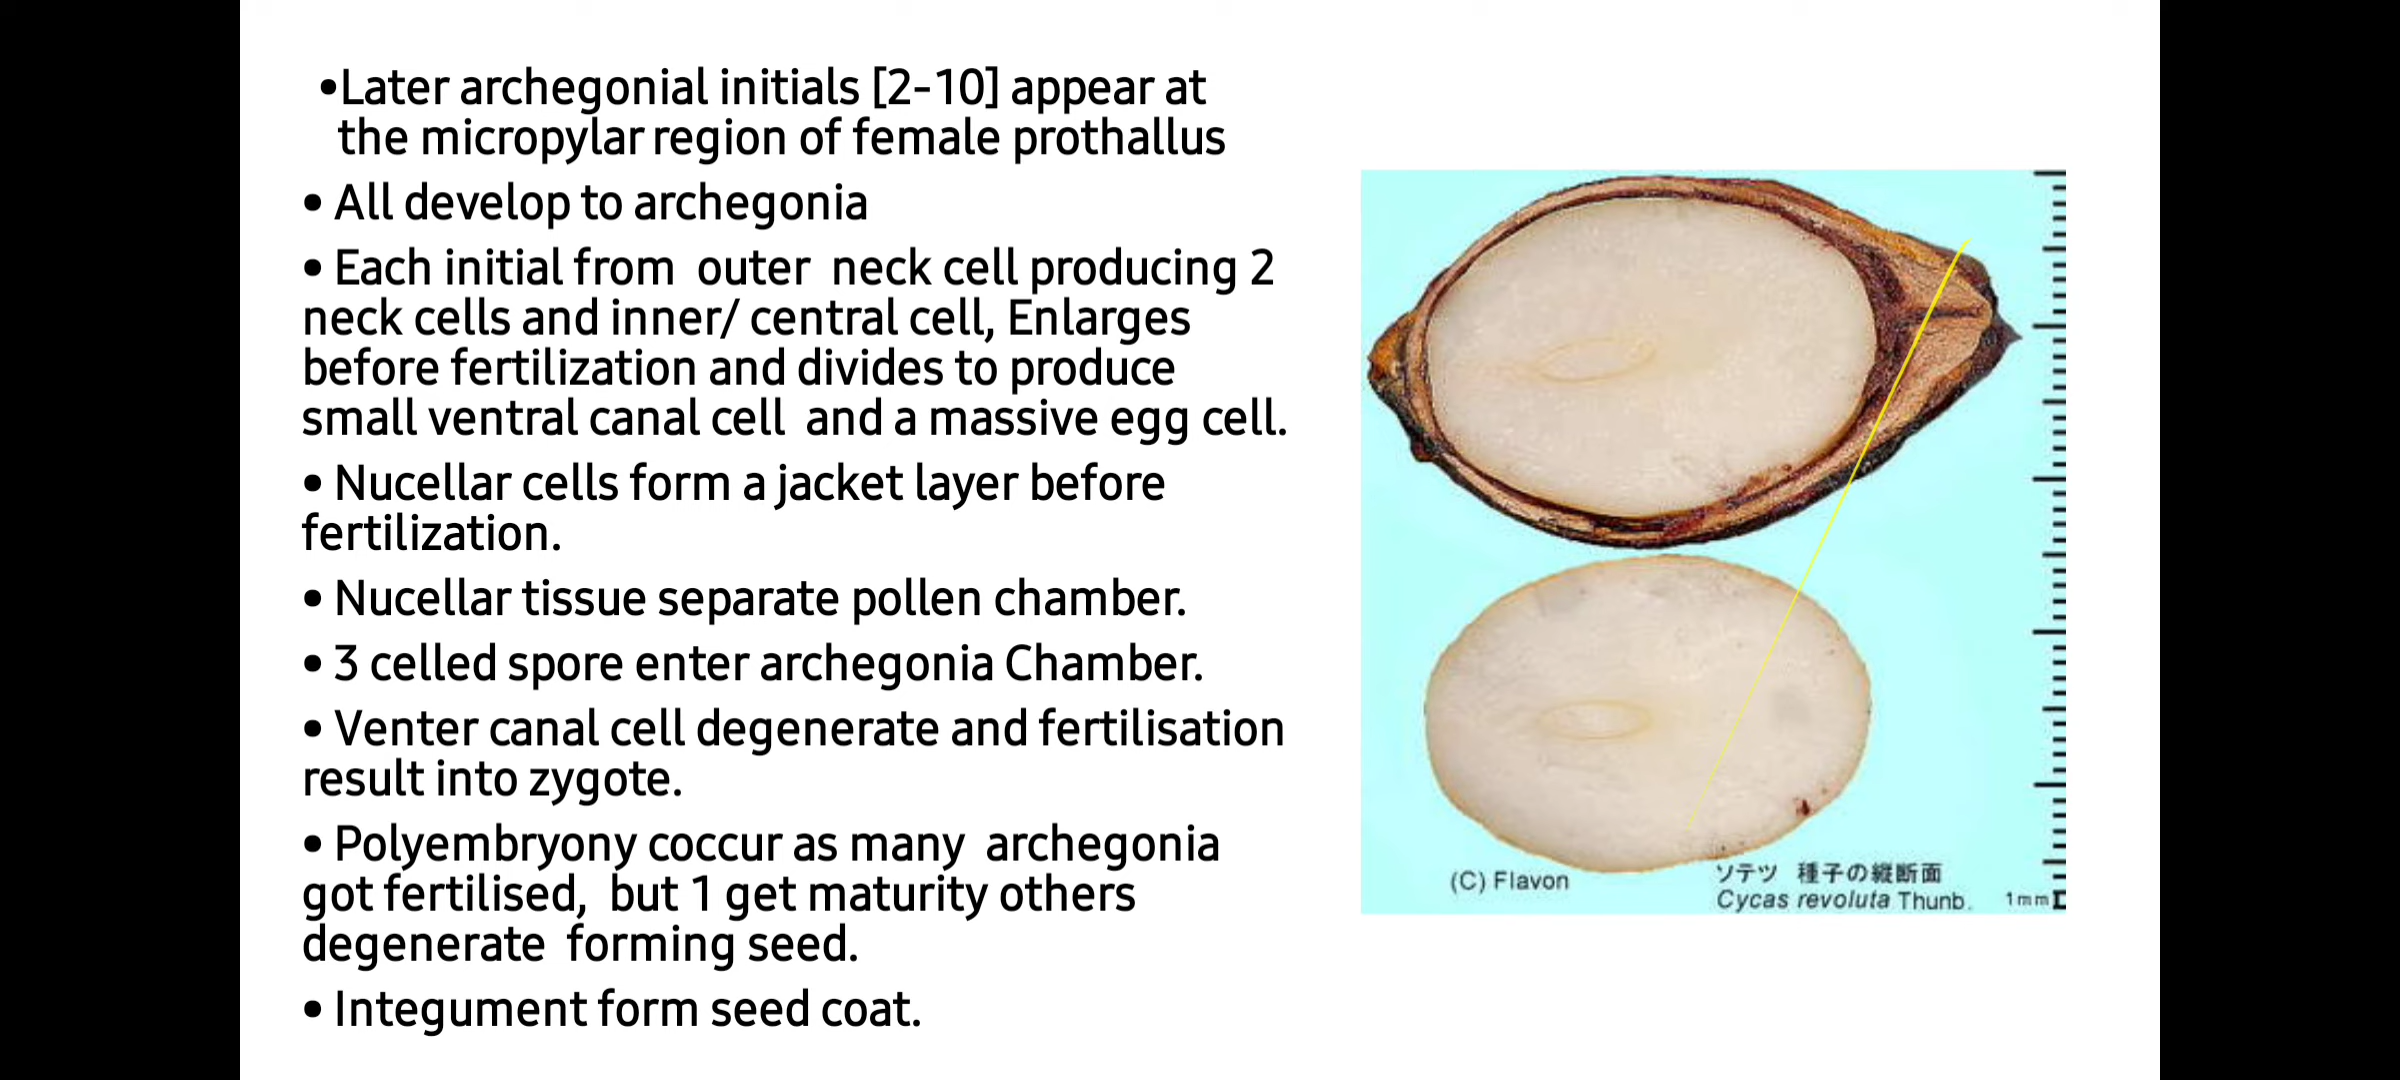 •Later archegonial initials [2-10] appear at
the micropylar region of female prothallus
• All develop to archegonia
• Each initial from outer neck cell producing 2
neck cells and inner/ central cell, Enlarges
before fertilization and divides to produce
small ventral canal cell and a massive egg cell.
• Nucellar cells form a jacket layer before
fertilization.
• Nucellar tissue separate pollen chamber.
• 3 celled spore enter archegonia Chamber.
• Venter canal cell degenerate and fertilisation
result into zygote.
• Polyembryony coccur as many archegonia
got fertilised, but 1 get maturity others
degenerate forming seed.
• Integument form seed coat.
(C) Flavon
ソテツ 種子の縦断面
Cycas revoluta Thunb.
1mm